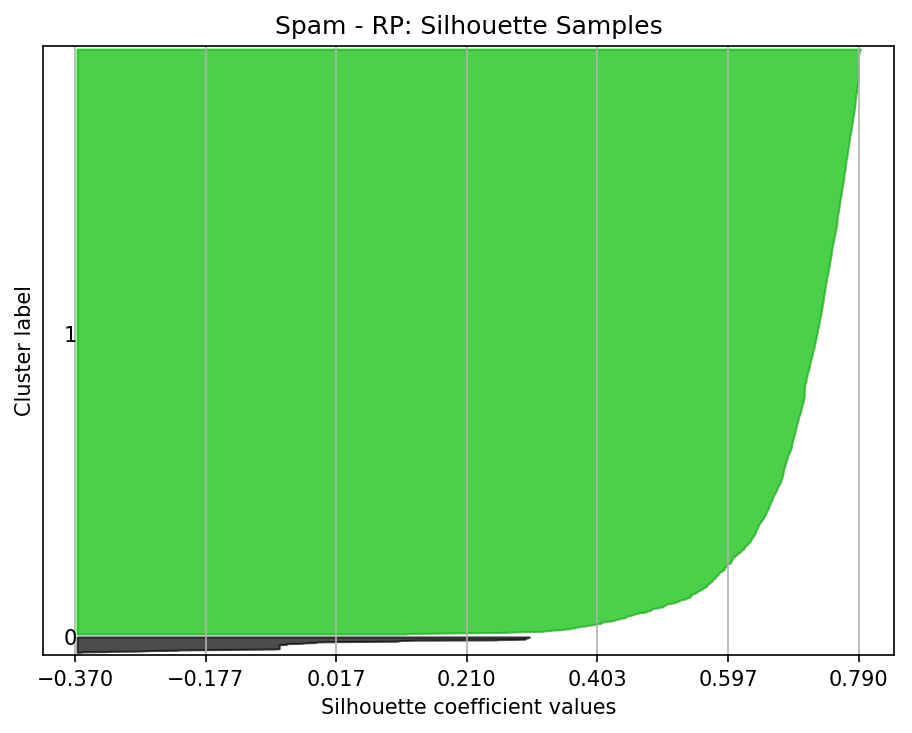 Spam - RP: Silhouette Samples
Cluster label
1
0
−0.370 −0.177 0.017 0.210 0.403 0.597 0.790
Silhouette coefficient values